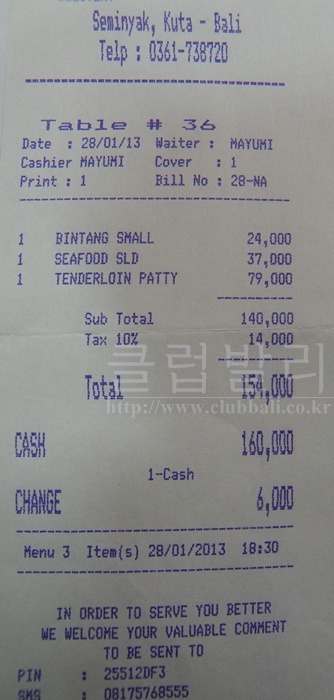 Seminyak, Kuta - Bali
Telp : 0361-738720
Table # 36
Date : 28/01/13 Waiter : MAYUMI
Cashier MAYUMI Cover : 1
Print : 1 Bill No : 28-NA
1 BINTANG SMALL 24,000
1 SEAFOOD SLD 37,000
1 TENDERLOIN PATTY 79,000
Sub Total 140,000
Tax 10% 14,000
클럽발리
Total 154,000
http://www.clubbali.co.kr
CASH 160,000
1-Cash
CHANGE 6,000
Menu 3 Item(s) 28/01/2013 18:30
IN ORDER TO SERVE YOU BETTER
WE WELCOME YOUR VALUABLE COMMENT
TO BE SENT TO
PIN : 25512DF3
SMS : 08175768555